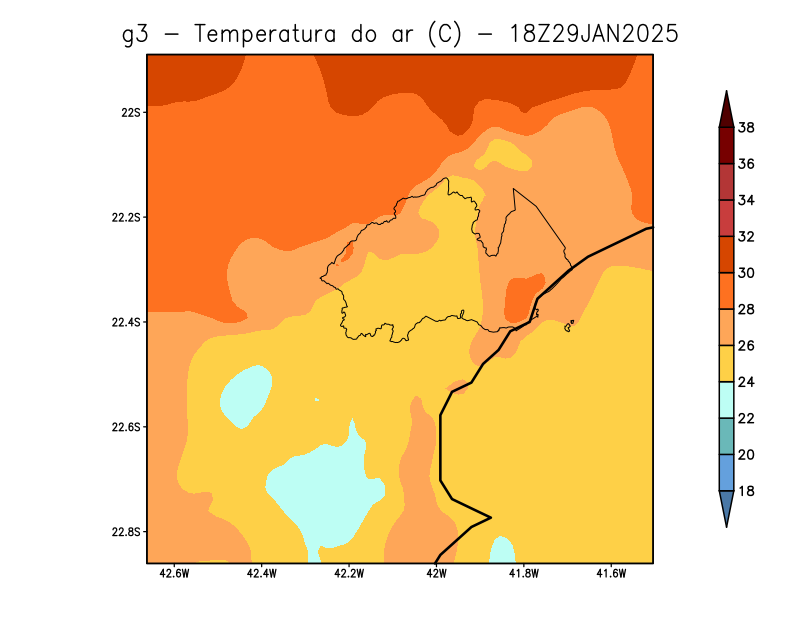 g3 − Temperatura do ar (C) − 18Z29JAN2025
22S
22.2S
22.4S
22.6S
22.8S
42.6W
42.4W
42.2W
42W
41.8W
41.6W
38
36
34
32
30
28
26
24
22
20
18